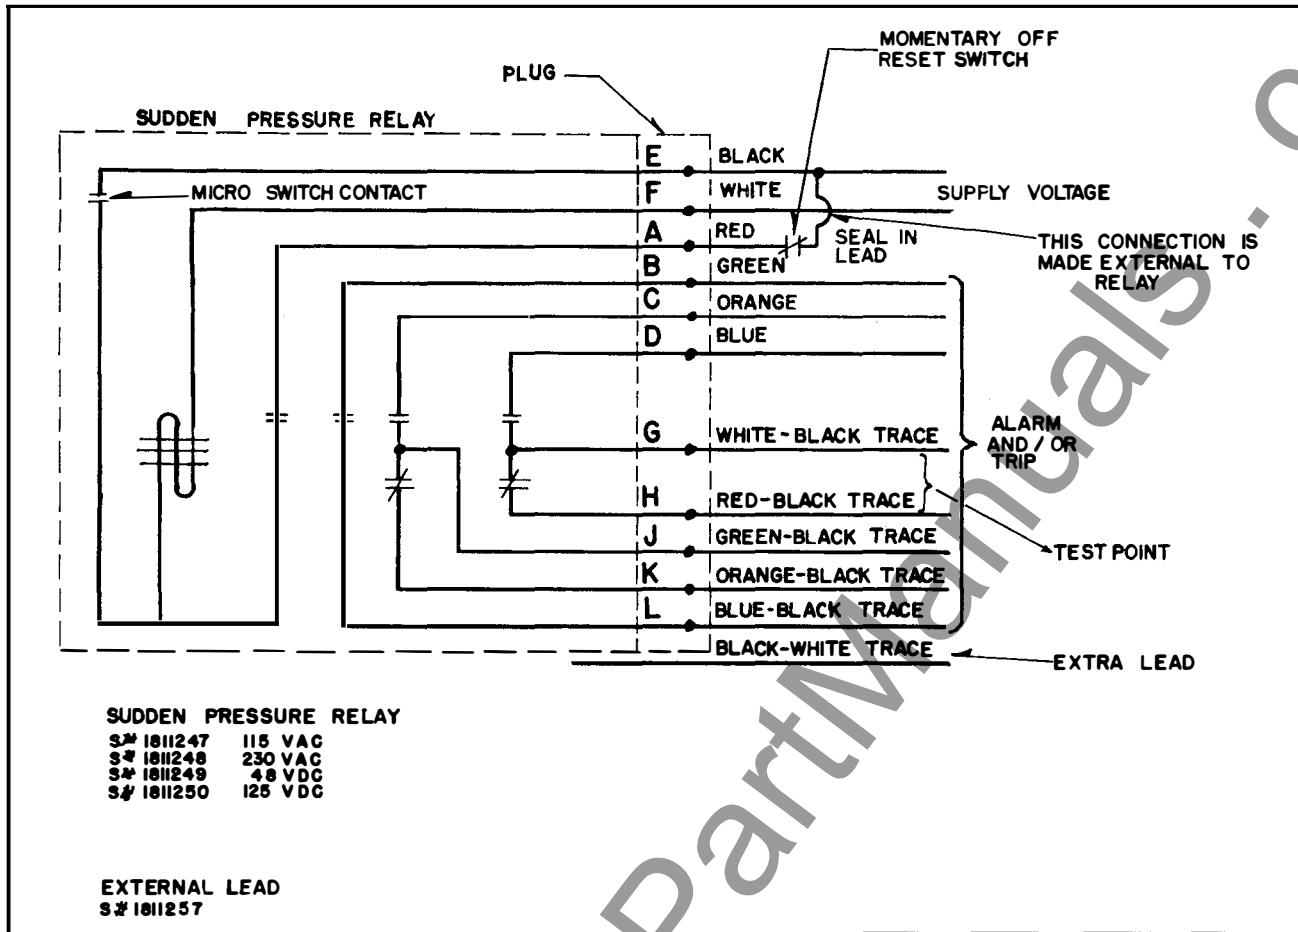 MOMENTARY OFF
RESET SWITCH
PLUG
SUDDEN PRESSURE RELAY
E BLACK
MICRO SWITCH CONTACT
F WHITE
SUPPLY VOLTAGE
A RED
SEAL IN
LEAD
THIS CONNECTION IS
MADE EXTERNAL TO
RELAY
B GREEN
C ORANGE
D BLUE
G WHITE-BLACK TRACE
ALARM
AND / OR
TRIP
H RED-BLACK TRACE
J GREEN-BLACK TRACE
TEST POINT
K ORANGE-BLACK TRACE
L BLUE-BLACK TRACE
BLACK-WHITE TRACE
EXTRA LEAD
SUDDEN PRESSURE RELAY
S# 1811247 115 VAC
S# 1811248 230 VAC
S# 1811249 48 VDC
S# 1811250 125 VDC
EXTERNAL LEAD
S# 1811257
PartManuals.